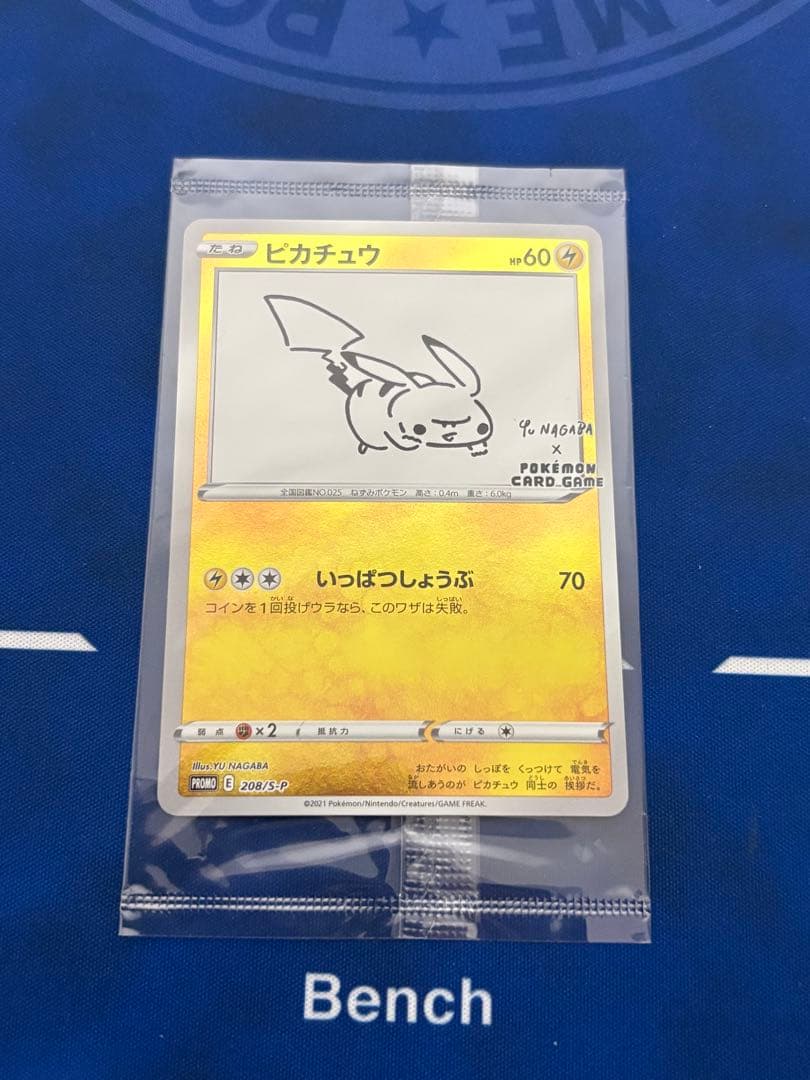 ME ★ PO
たね ピカチュウ HP60
Yu NAGABA
×
POKÉMON
CARD GAME
全国図鑑NO.025 ねずみポケモン 高さ:0.4m 重さ:6.0kg
いっぱつしょうぶ 70
コインを1回投げウラなら、このワザは失敗。
弱点 ×2 抵抗力 にげる
Illus.YU NAGABA
PROMO E 208/S-P
おたがいの しっぽを くっつけて 電気を
流しあうのが ピカチュウ 同士の 挨拶だ。
©2021 Pokémon/Nintendo/Creatures/GAME FREAK.
Bench